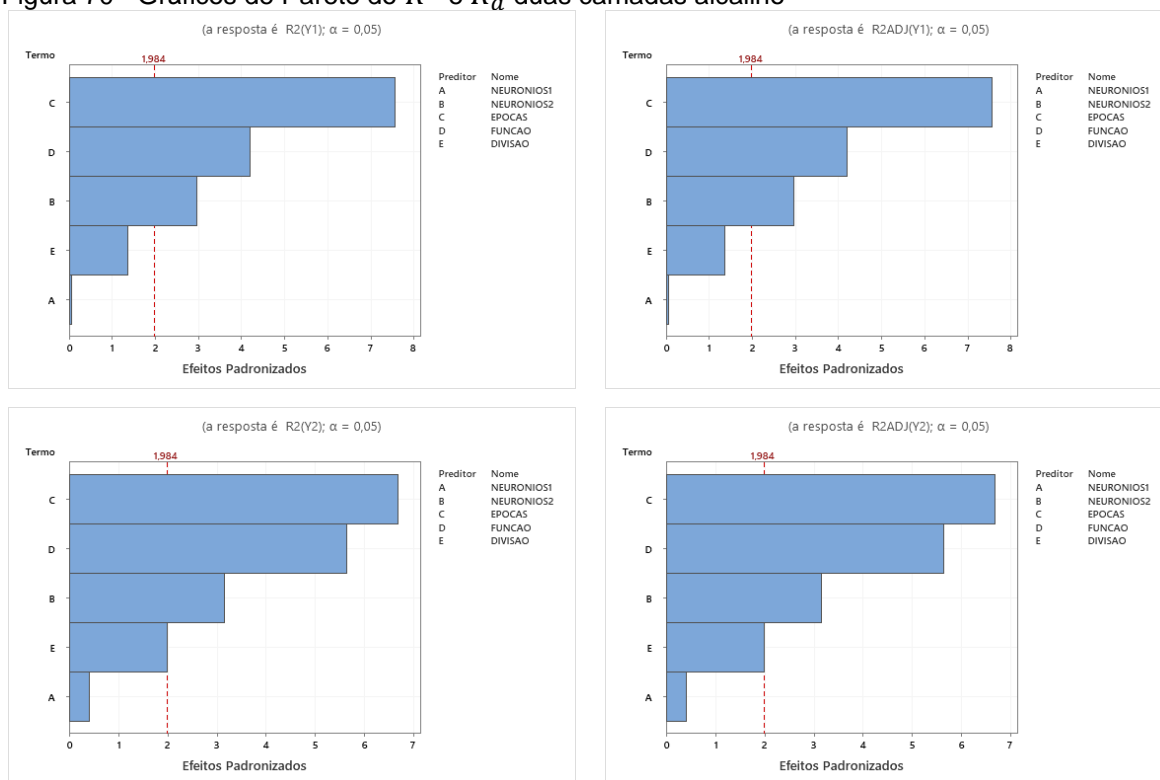 Figura 70 - Gráficos de Pareto de R² e R_a² duas camadas alcalino
(a resposta é R2(Y1); α = 0,05)
Termo
1,984
C
D
B
E
A
0 1 2 3 4 5 6 7 8
Efeitos Padronizados
Preditor Nome
A NEURONIOS1
B NEURONIOS2
C EPOCAS
D FUNCAO
E DIVISAO
(a resposta é R2ADJ(Y1); α = 0,05)
Termo
1,984
C
D
B
E
A
0 1 2 3 4 5 6 7 8
Efeitos Padronizados
Preditor Nome
A NEURONIOS1
B NEURONIOS2
C EPOCAS
D FUNCAO
E DIVISAO
(a resposta é R2(Y2); α = 0,05)
Termo
1,984
C
D
B
E
A
0 1 2 3 4 5 6 7
Efeitos Padronizados
Preditor Nome
A NEURONIOS1
B NEURONIOS2
C EPOCAS
D FUNCAO
E DIVISAO
(a resposta é R2ADJ(Y2); α = 0,05)
Termo
1,984
C
D
B
E
A
0 1 2 3 4 5 6 7
Efeitos Padronizados
Preditor Nome
A NEURONIOS1
B NEURONIOS2
C EPOCAS
D FUNCAO
E DIVISAO